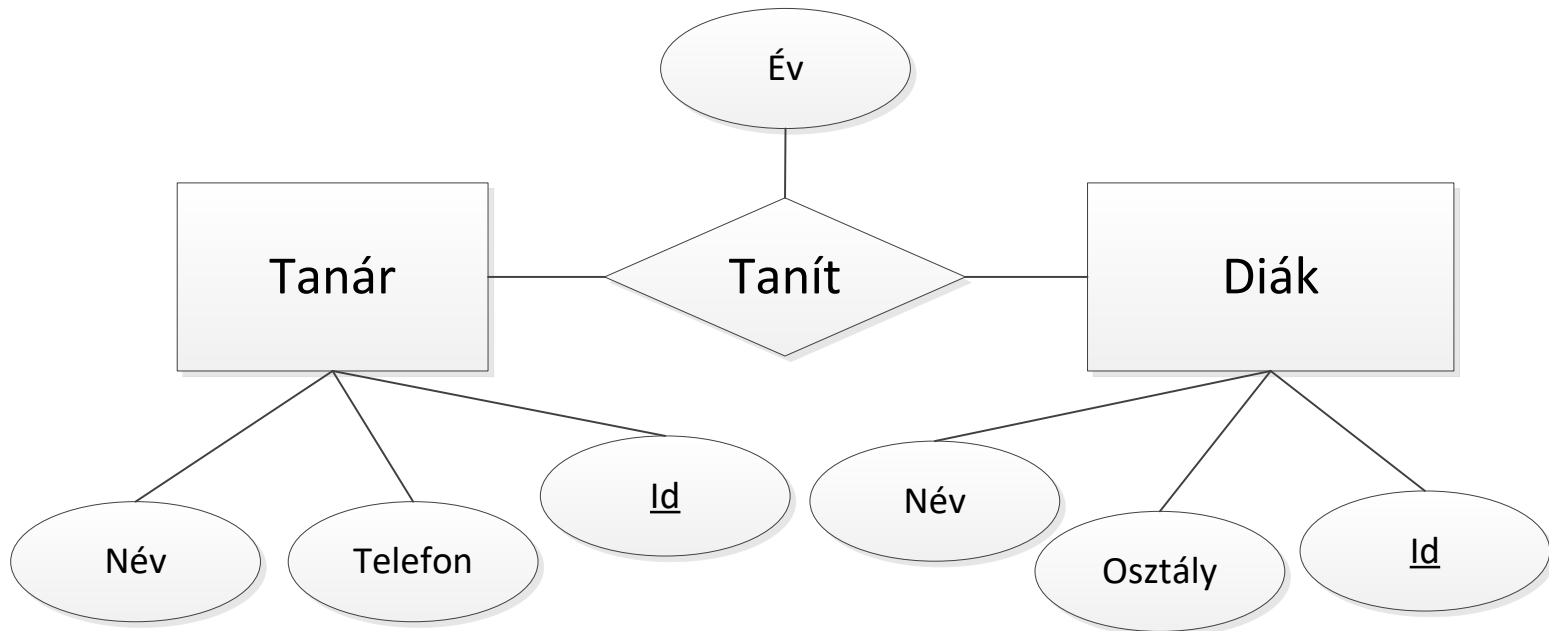 Év
Tanár
Tanít
Diák
Név
Telefon
Id
Név
Osztály
Id